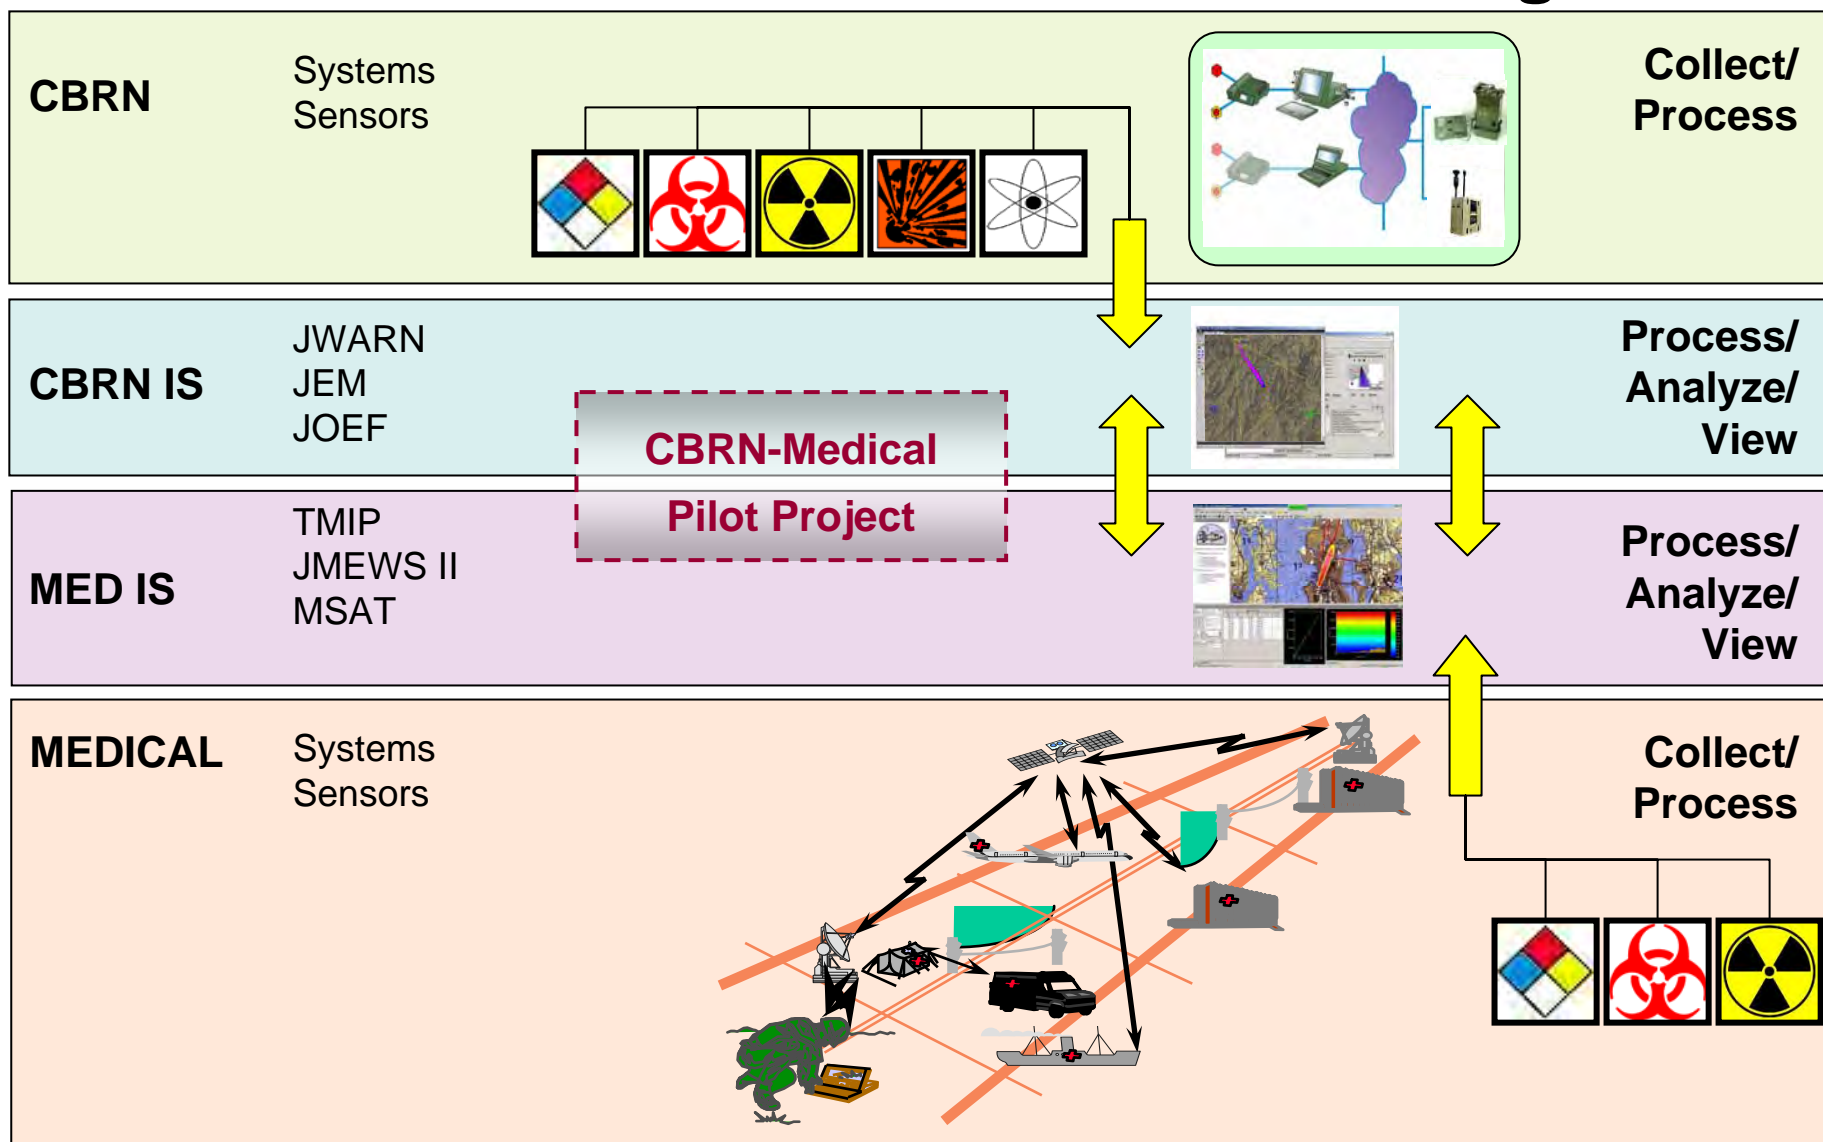 CBRN
Systems
Sensors
Collect/
Process
CBRN IS
JWARN
JEM
JOEF
Process/
Analyze/
View
CBRN-Medical
Pilot Project
MED IS
TMIP
JMEWS II
MSAT
Process/
Analyze/
View
MEDICAL
Systems
Sensors
Collect/
Process